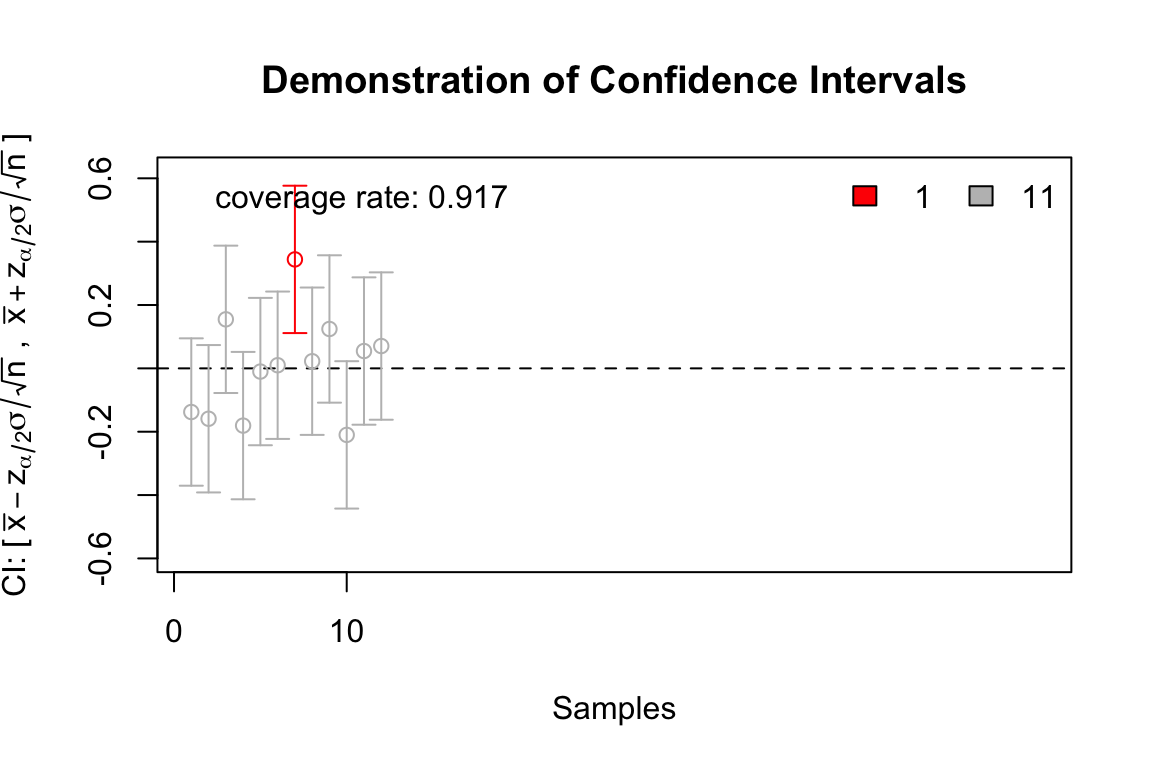 Demonstration of Confidence Intervals
CI: [ x̅ − zα/2σ/√n , x̅ + zα/2σ/√n ]
0.6
0.2
-0.2
-0.6
coverage rate: 0.917
1 11
0 10
Samples